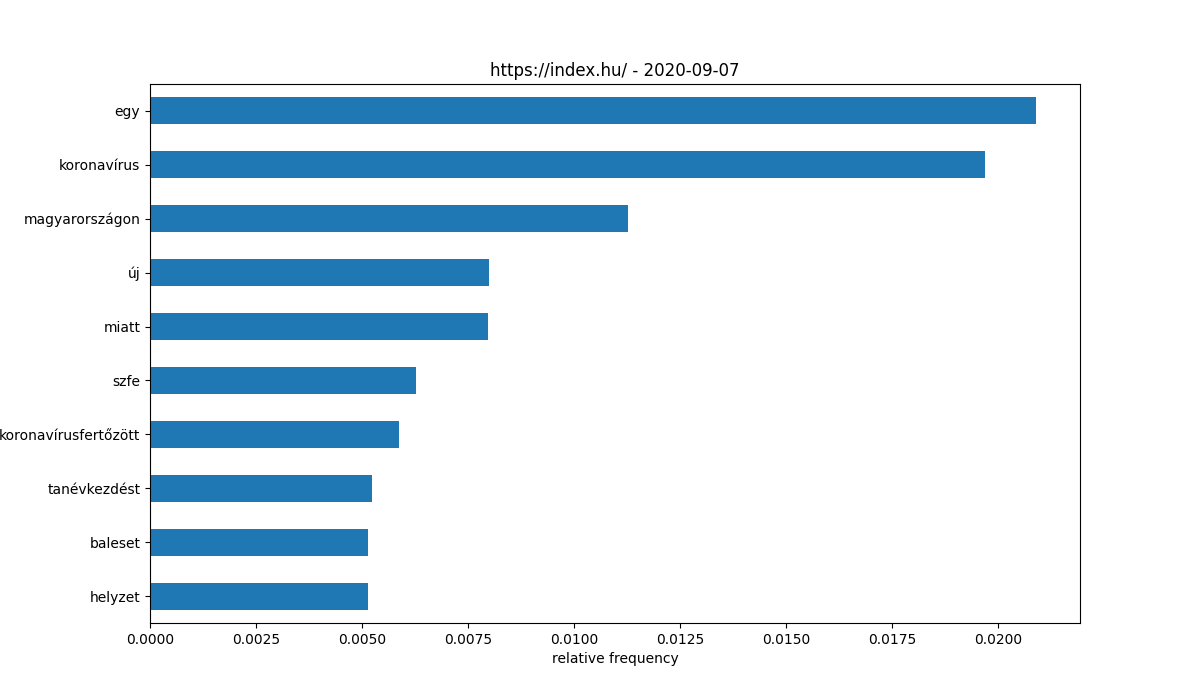 https://index.hu/ - 2020-09-07
egy
koronavírus
magyarországon
új
miatt
szfe
koronavírusfertőzött
tanévkezdést
baleset
helyzet
0.0000 0.0025 0.0050 0.0075 0.0100 0.0125 0.0150 0.0175 0.0200
relative frequency